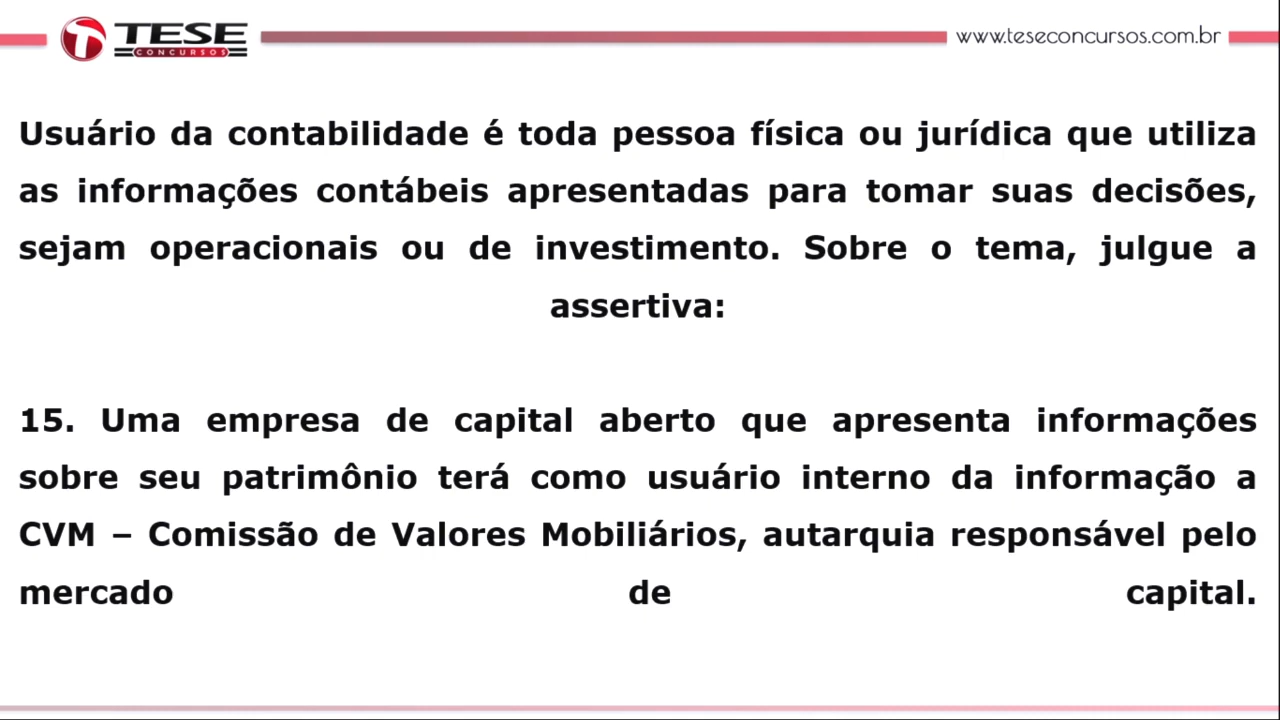 TESE
CONCURSOS
www.teseconcursos.com.br
Usuário da contabilidade é toda pessoa física ou jurídica que utiliza
as informações contábeis apresentadas para tomar suas decisões,
sejam operacionais ou de investimento. Sobre o tema, julgue a
assertiva:
15. Uma empresa de capital aberto que apresenta informações
sobre seu patrimônio terá como usuário interno da informação a
CVM – Comissão de Valores Mobiliários, autarquia responsável pelo
mercado de capital.